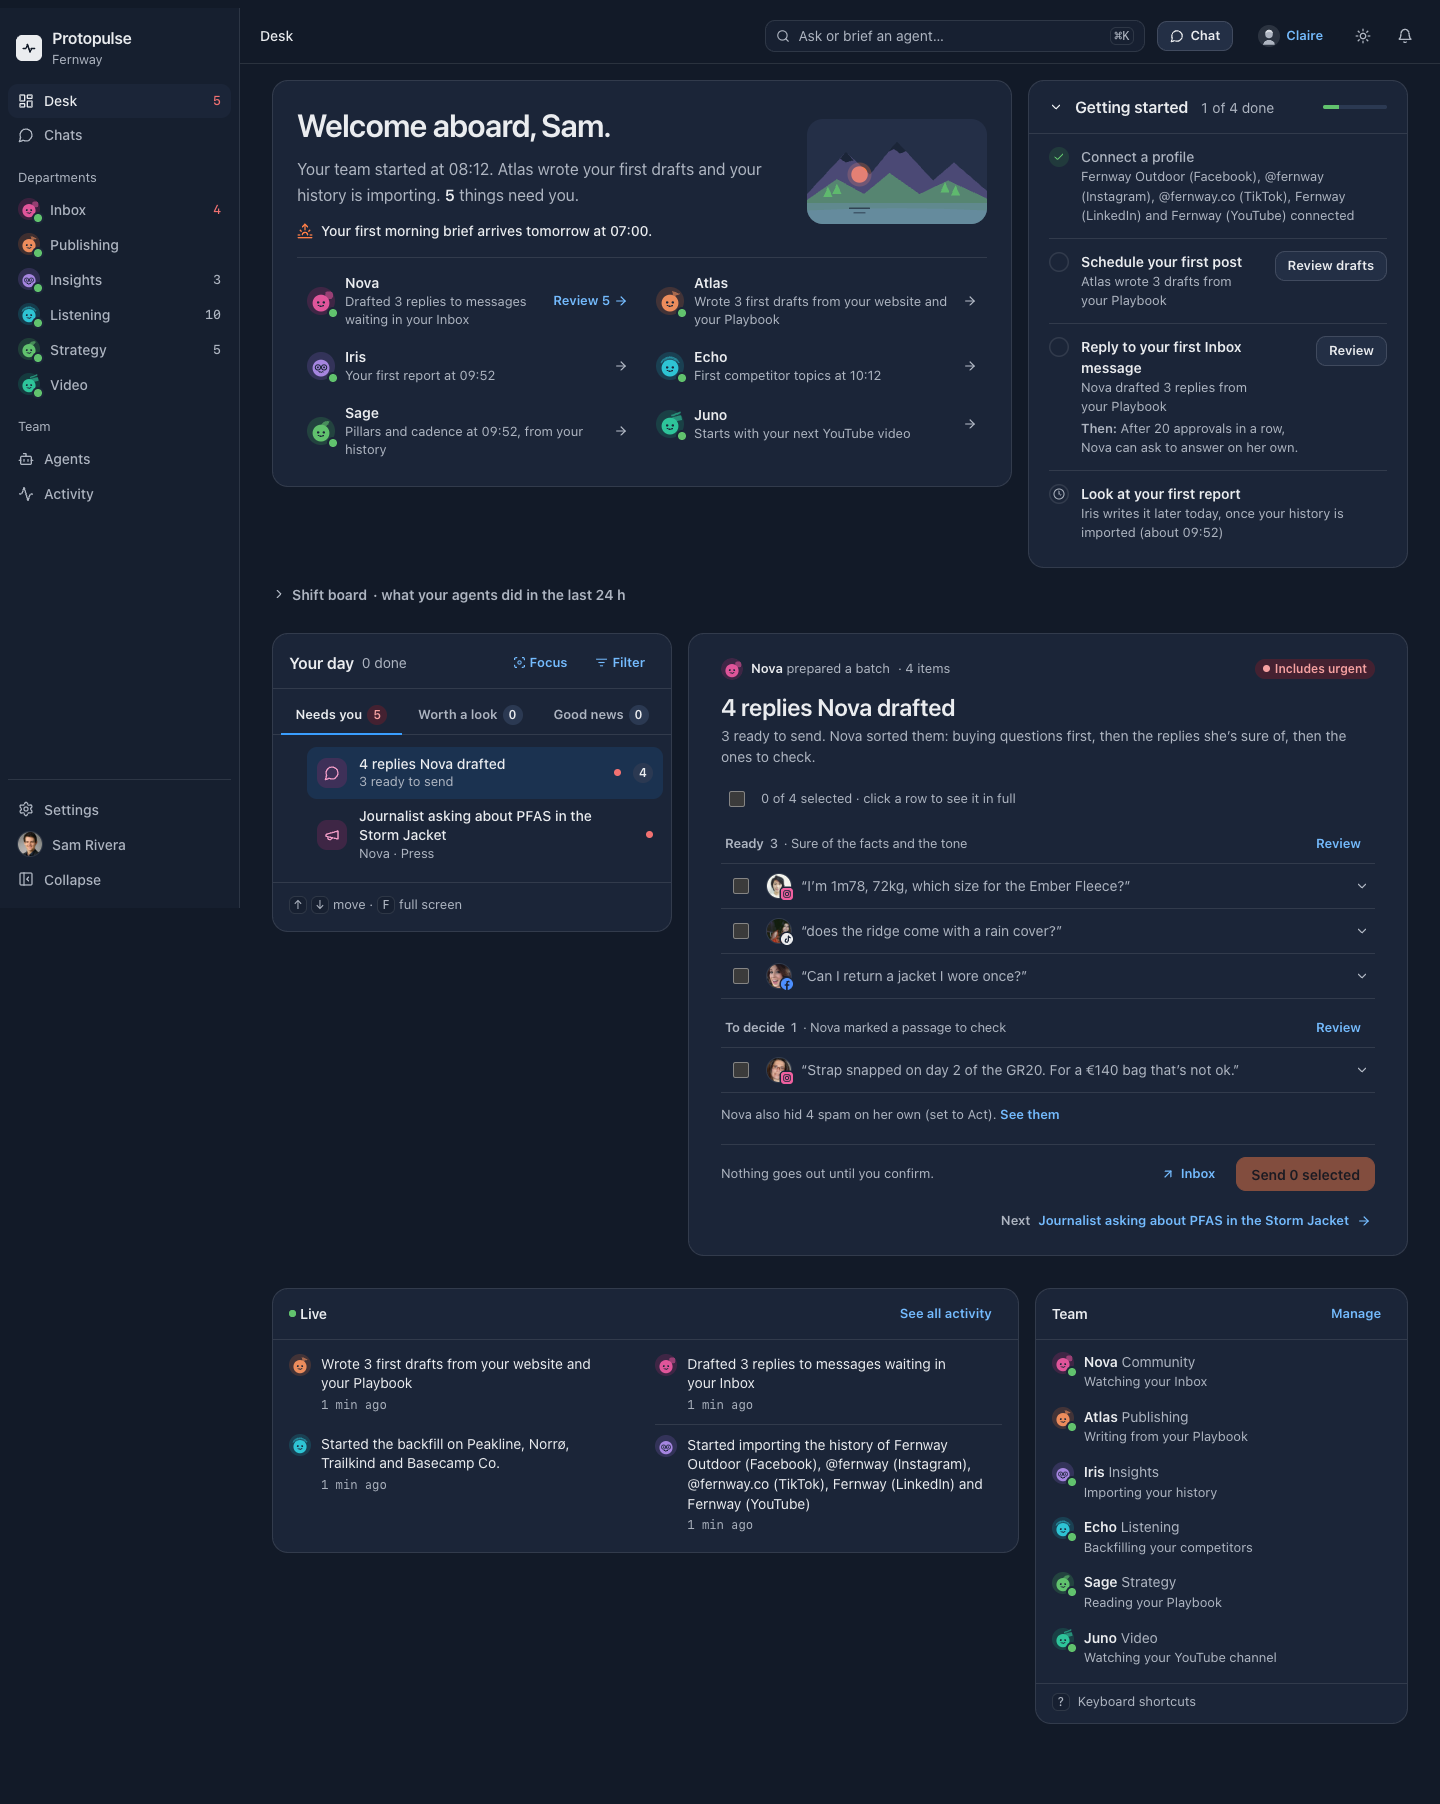 Protopulse
Fernway
Desk 5
Chats
Departments
Inbox 4
Publishing
Insights 3
Listening 10
Strategy 5
Video
Team
Agents
Activity
Settings
Sam Rivera
Collapse
Desk
Ask or brief an agent…
⌘K
Chat
Claire
Welcome aboard, Sam.
Your team started at 08:12. Atlas wrote your first drafts and your
history is importing. 5 things need you.
Your first morning brief arrives tomorrow at 07:00.
Nova
Drafted 3 replies to messages
waiting in your Inbox
Review 5
Atlas
Wrote 3 first drafts from your website and
your Playbook
Iris
Your first report at 09:52
Echo
First competitor topics at 10:12
Sage
Pillars and cadence at 09:52, from your
history
Juno
Starts with your next YouTube video
Getting started 1 of 4 done
Connect a profile
Fernway Outdoor (Facebook), @fernway
(Instagram), @fernway.co (TikTok), Fernway
(LinkedIn) and Fernway (YouTube) connected
Schedule your first post
Atlas wrote 3 drafts from
your Playbook
Review drafts
Reply to your first Inbox
message
Nova drafted 3 replies from
your Playbook
Then: After 20 approvals in a row,
Nova can ask to answer on her own.
Review
Look at your first report
Iris writes it later today, once your history is
imported (about 09:52)
Shift board · what your agents did in the last 24 h
Your day 0 done
Focus
Filter
Needs you 5
Worth a look 0
Good news 0
4 replies Nova drafted
3 ready to send
4
Journalist asking about PFAS in the
Storm Jacket
Nova · Press
↑ ↓ move · F full screen
Nova prepared a batch · 4 items
Includes urgent
4 replies Nova drafted
3 ready to send. Nova sorted them: buying questions first, then the replies she’s sure of, then the
ones to check.
0 of 4 selected · click a row to see it in full
Ready 3 · Sure of the facts and the tone
Review
“I’m 1m78, 72kg, which size for the Ember Fleece?”
“does the ridge come with a rain cover?”
“Can I return a jacket I wore once?”
To decide 1 · Nova marked a passage to check
Review
“Strap snapped on day 2 of the GR20. For a €140 bag that’s not ok.”
Nova also hid 4 spam on her own (set to Act). See them
Nothing goes out until you confirm.
Inbox
Send 0 selected
Next Journalist asking about PFAS in the Storm Jacket
Live
See all activity
Wrote 3 first drafts from your website and
your Playbook
1 min ago
Drafted 3 replies to messages waiting in
your Inbox
1 min ago
Started the backfill on Peakline, Norrø,
Trailkind and Basecamp Co.
1 min ago
Started importing the history of Fernway
Outdoor (Facebook), @fernway (Instagram),
@fernway.co (TikTok), Fernway (LinkedIn) and
Fernway (YouTube)
1 min ago
Team
Manage
Nova Community
Watching your Inbox
Atlas Publishing
Writing from your Playbook
Iris Insights
Importing your history
Echo Listening
Backfilling your competitors
Sage Strategy
Reading your Playbook
Juno Video
Watching your YouTube channel
? Keyboard shortcuts